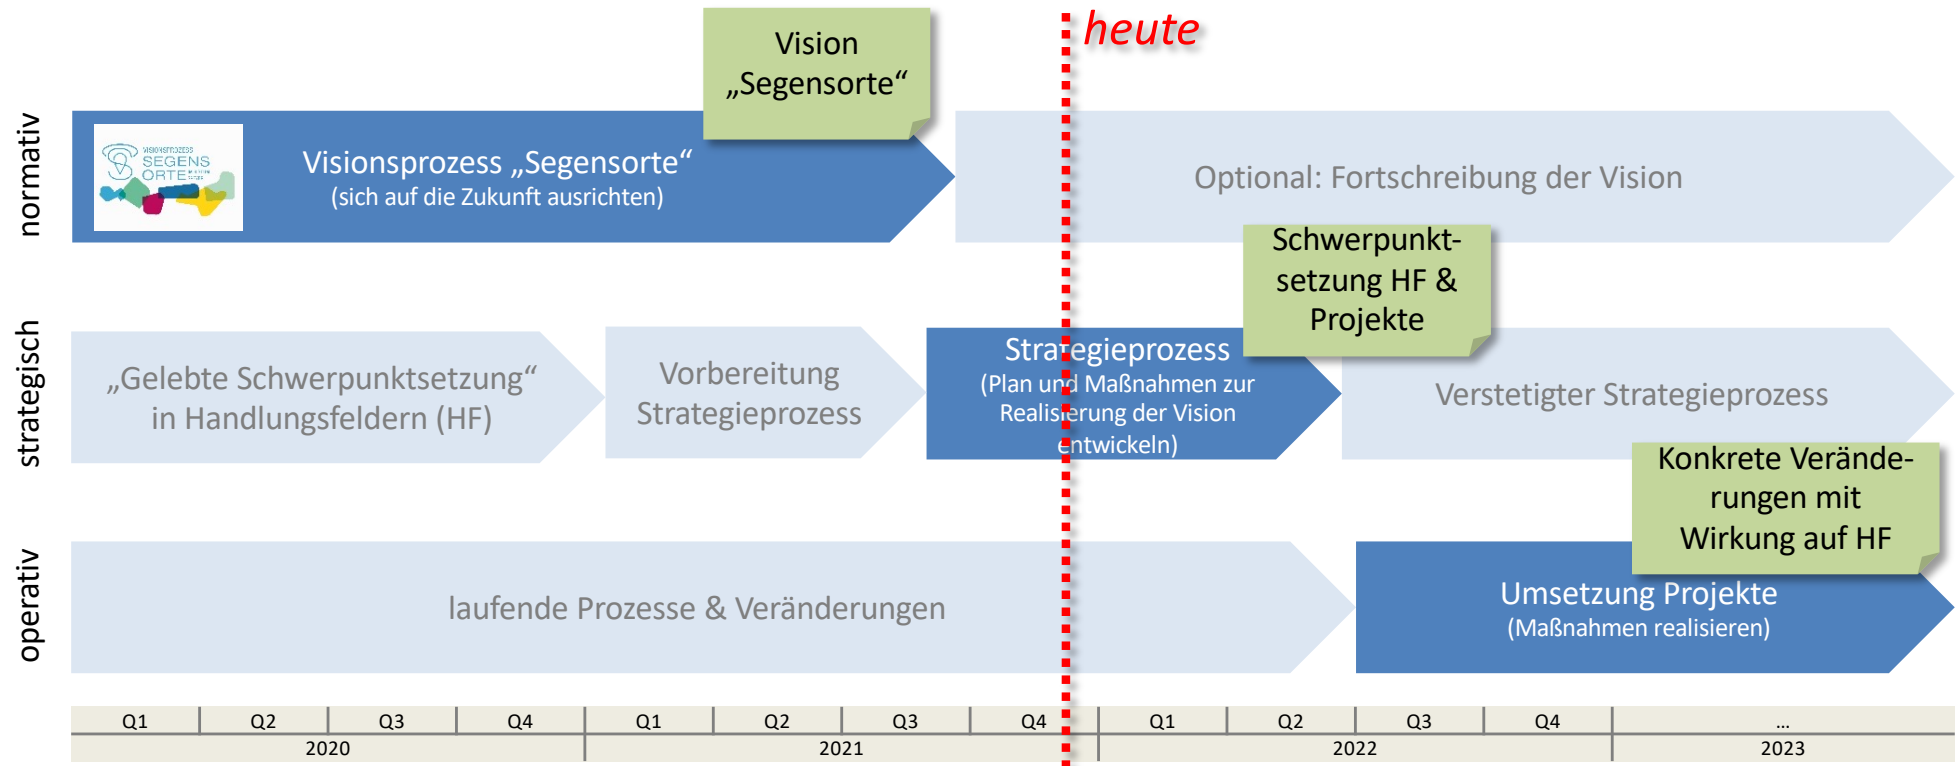 heute
Vision
„Segensorte“
normativ
VISIONSPROZESS
SEGENS
ORTE
Visionsprozess „Segensorte“
(sich auf die Zukunft ausrichten)
Optional: Fortschreibung der Vision
Schwerpunkt-
setzung HF &
Projekte
strategisch
„Gelebte Schwerpunktsetzung“
in Handlungsfeldern (HF)
Vorbereitung
Strategieprozess
Strategieprozess
(Plan und Maßnahmen zur
Realisierung der Vision
entwickeln)
Verstetigter Strategieprozess
Konkrete Verände-
rungen mit
Wirkung auf HF
operativ
laufende Prozesse & Veränderungen
Umsetzung Projekte
(Maßnahmen realisieren)
Q1 Q2 Q3 Q4 Q1 Q2 Q3 Q4 Q1 Q2 Q3 Q4 ...
2020 2021 2022 2023